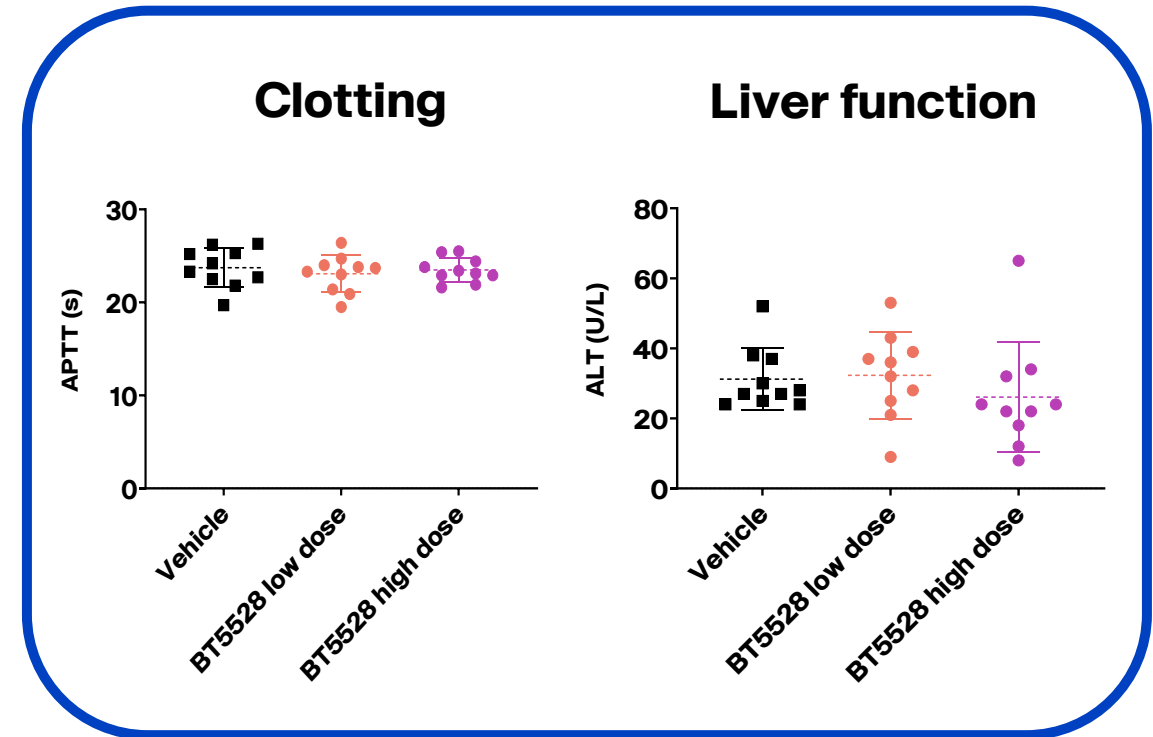 Clotting
APTT (s)
30
20
10
0
Vehicle
BT5528 low dose
BT5528 high dose
Liver function
ALT (U/L)
80
60
40
20
0
Vehicle
BT5528 low dose
BT5528 high dose